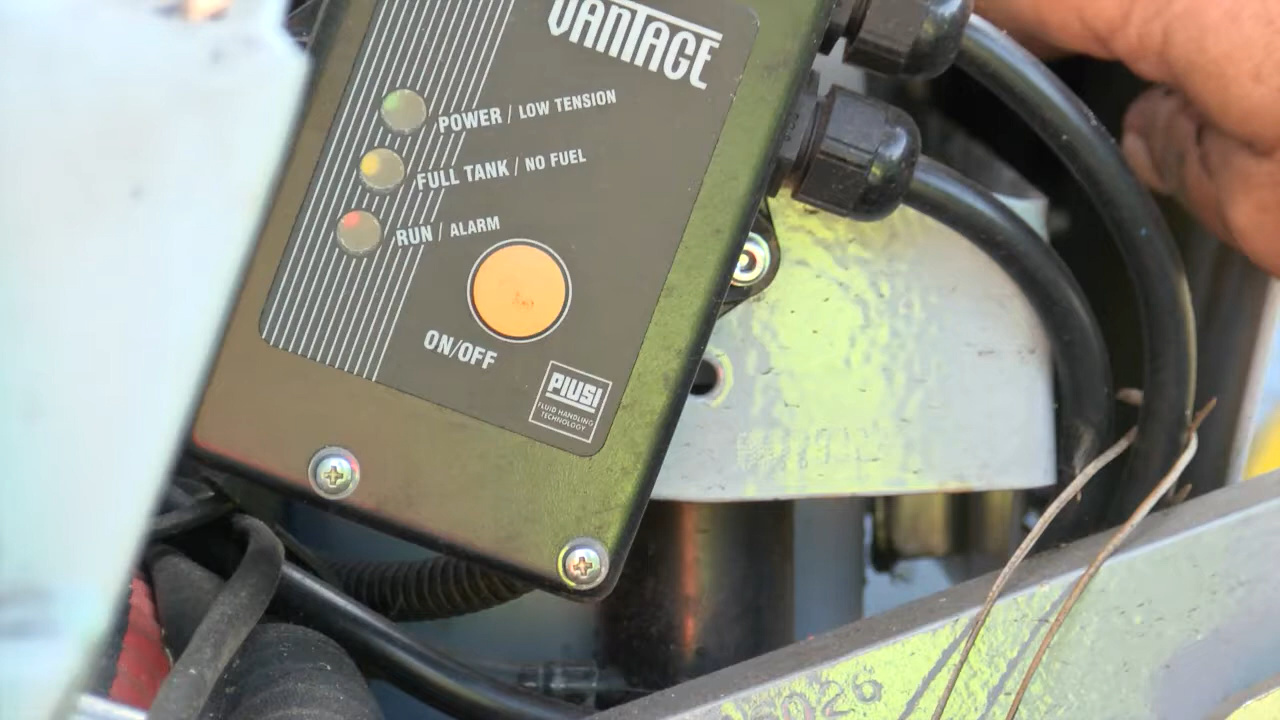 VANTAGE
POWER / LOW TENSION
FULL TANK / NO FUEL
RUN / ALARM
ON/OFF
PIUSI
FLUID HANDLING
TECHNOLOGY